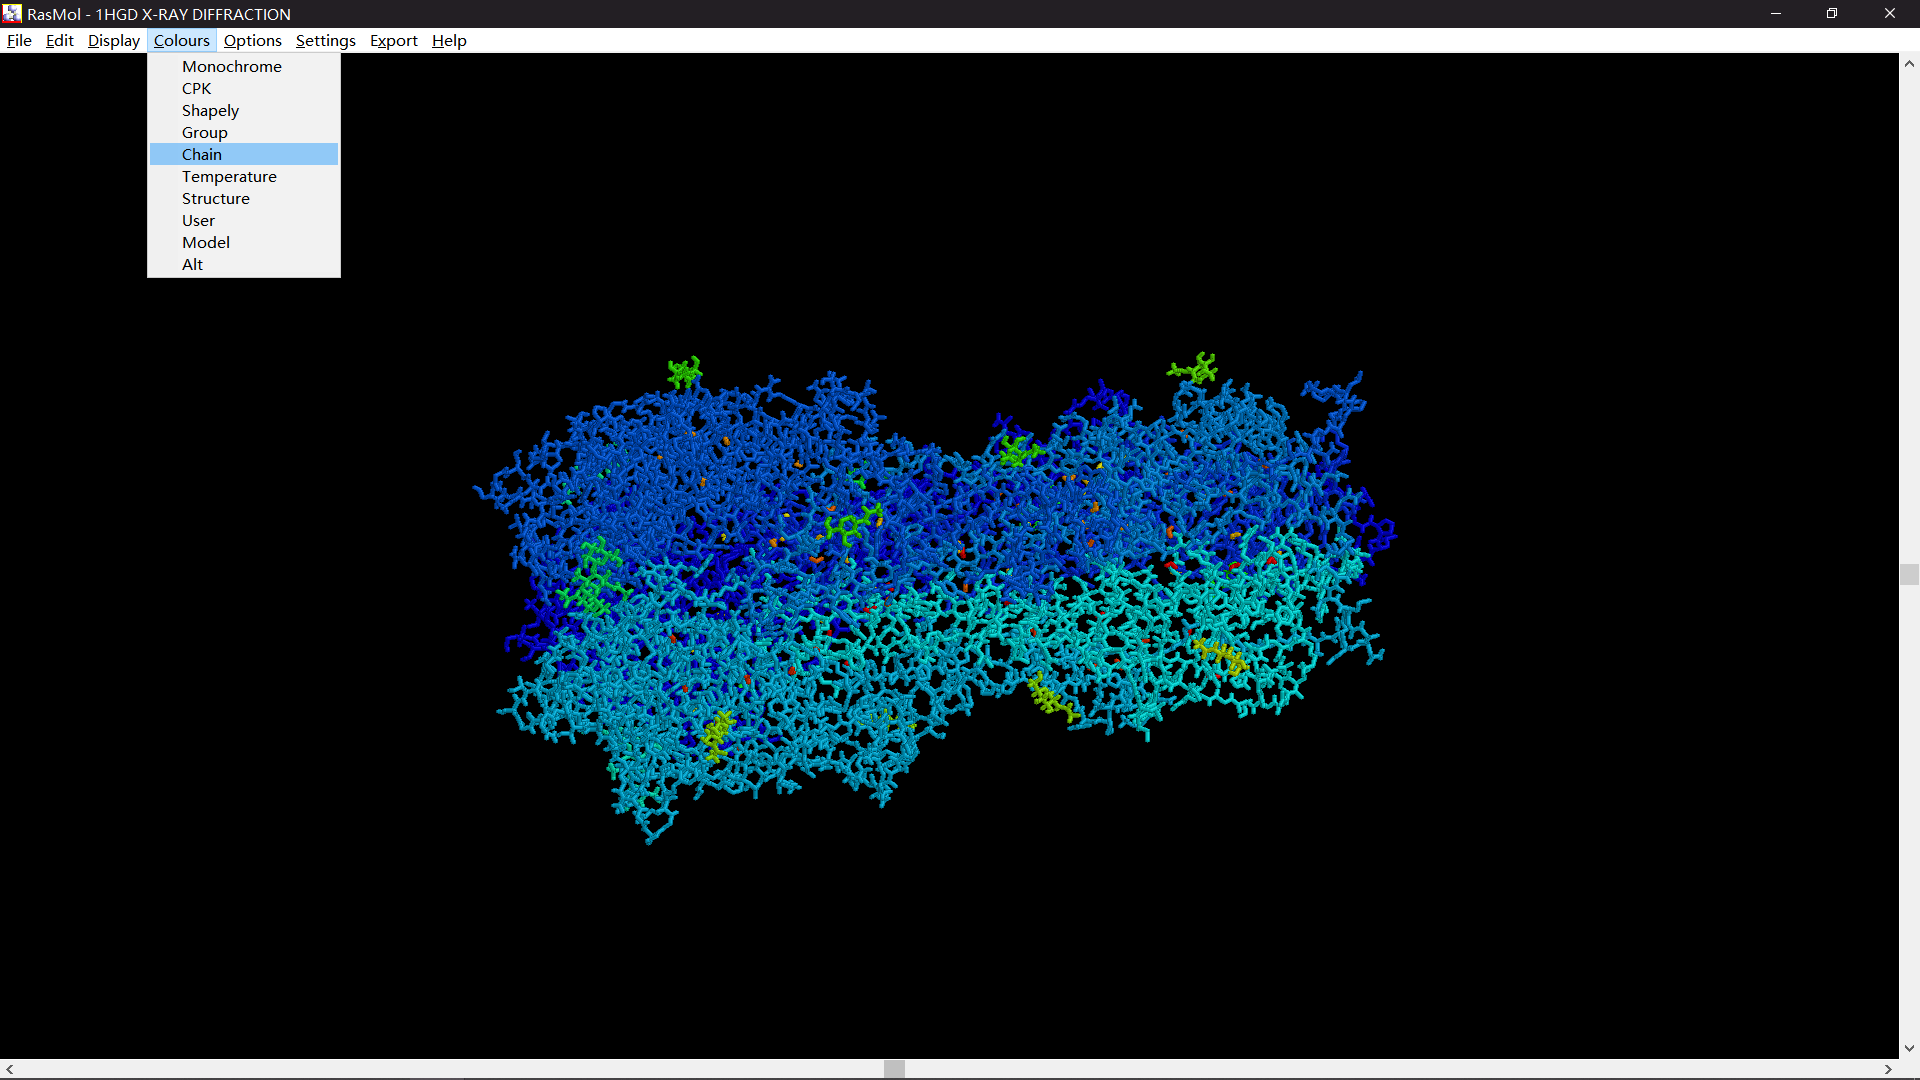 RasMol - 1HGD X-RAY DIFFRACTION
File Edit Display Colours Options Settings Export Help
Monochrome
CPK
Shapely
Group
Chain
Temperature
Structure
User
Model
Alt